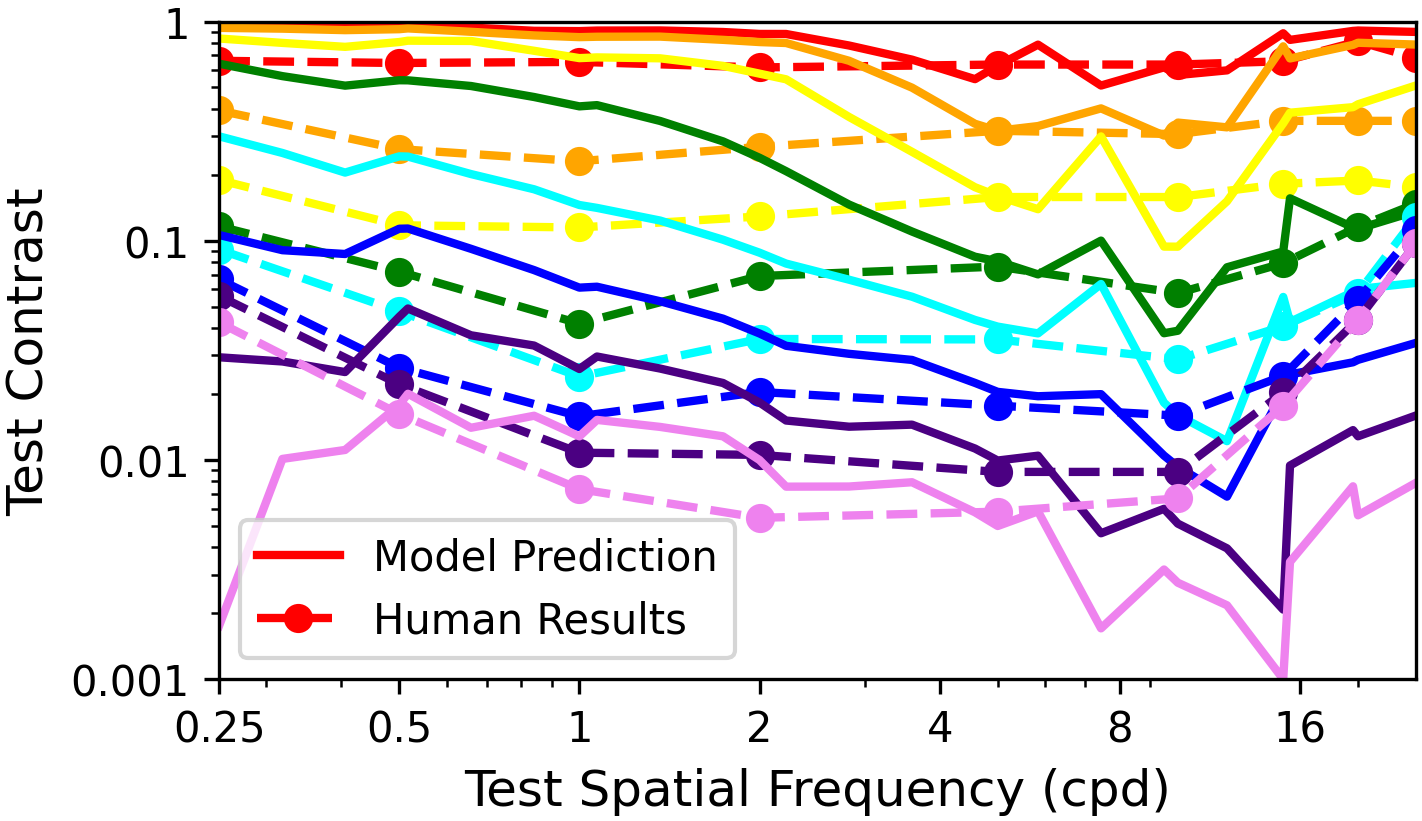 1
0.1
0.01
0.001
Test Contrast
Model Prediction
Human Results
0.25 0.5 1 2 4 8 16
Test Spatial Frequency (cpd)